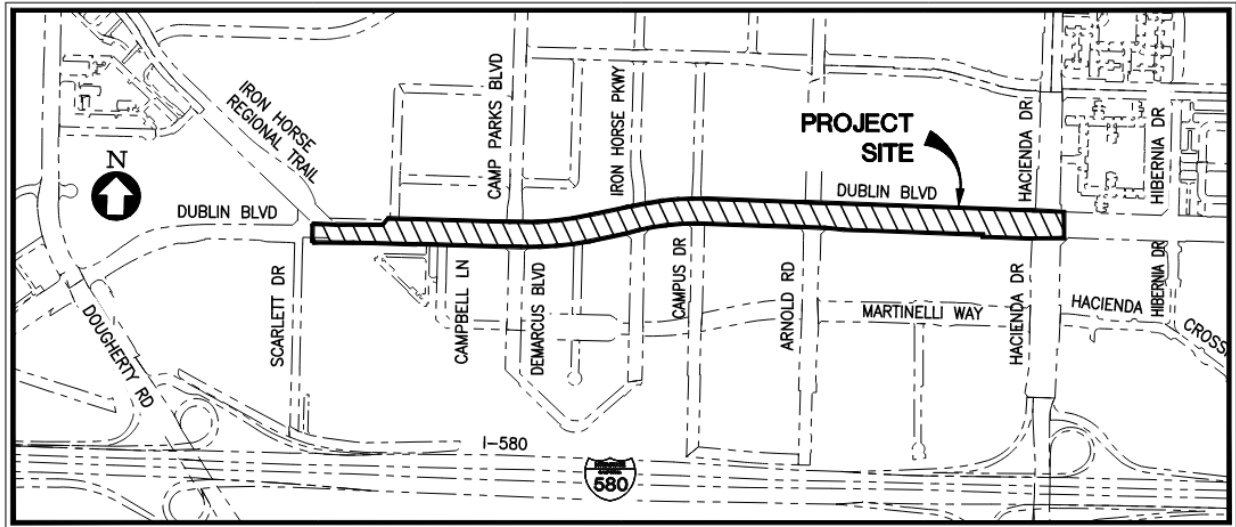 IRON HORSE
REGIONAL TRAIL
CAMP PARKS BLVD
IRON HORSE PKWY
PROJECT
SITE
HACIENDA DR
HIBERNIA DR
N
DUBLIN BLVD
DUBLIN BLVD
SCARLETT DR
DOUGHERTY RD
CAMPBELL LN
DEMARCUS BLVD
CAMPUS DR
ARNOLD RD
MARTINELLI WAY
HACIENDA DR
HIBERNIA DR
HACIENDA
I-580
580